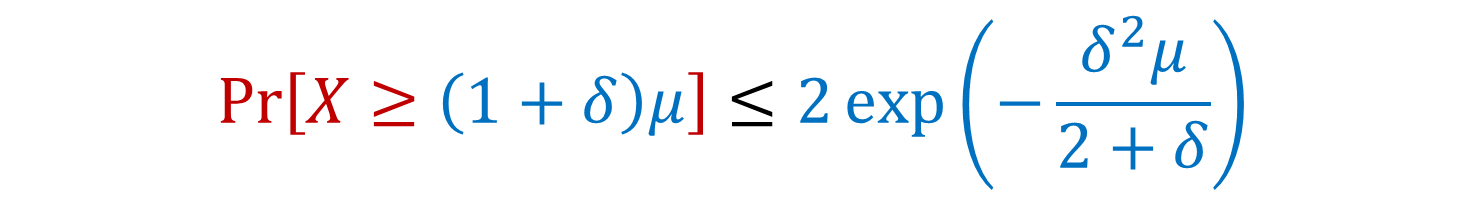 Pr[X ≥ (1 + δ)μ] ≤ 2 exp(− δ²μ / 2 + δ)